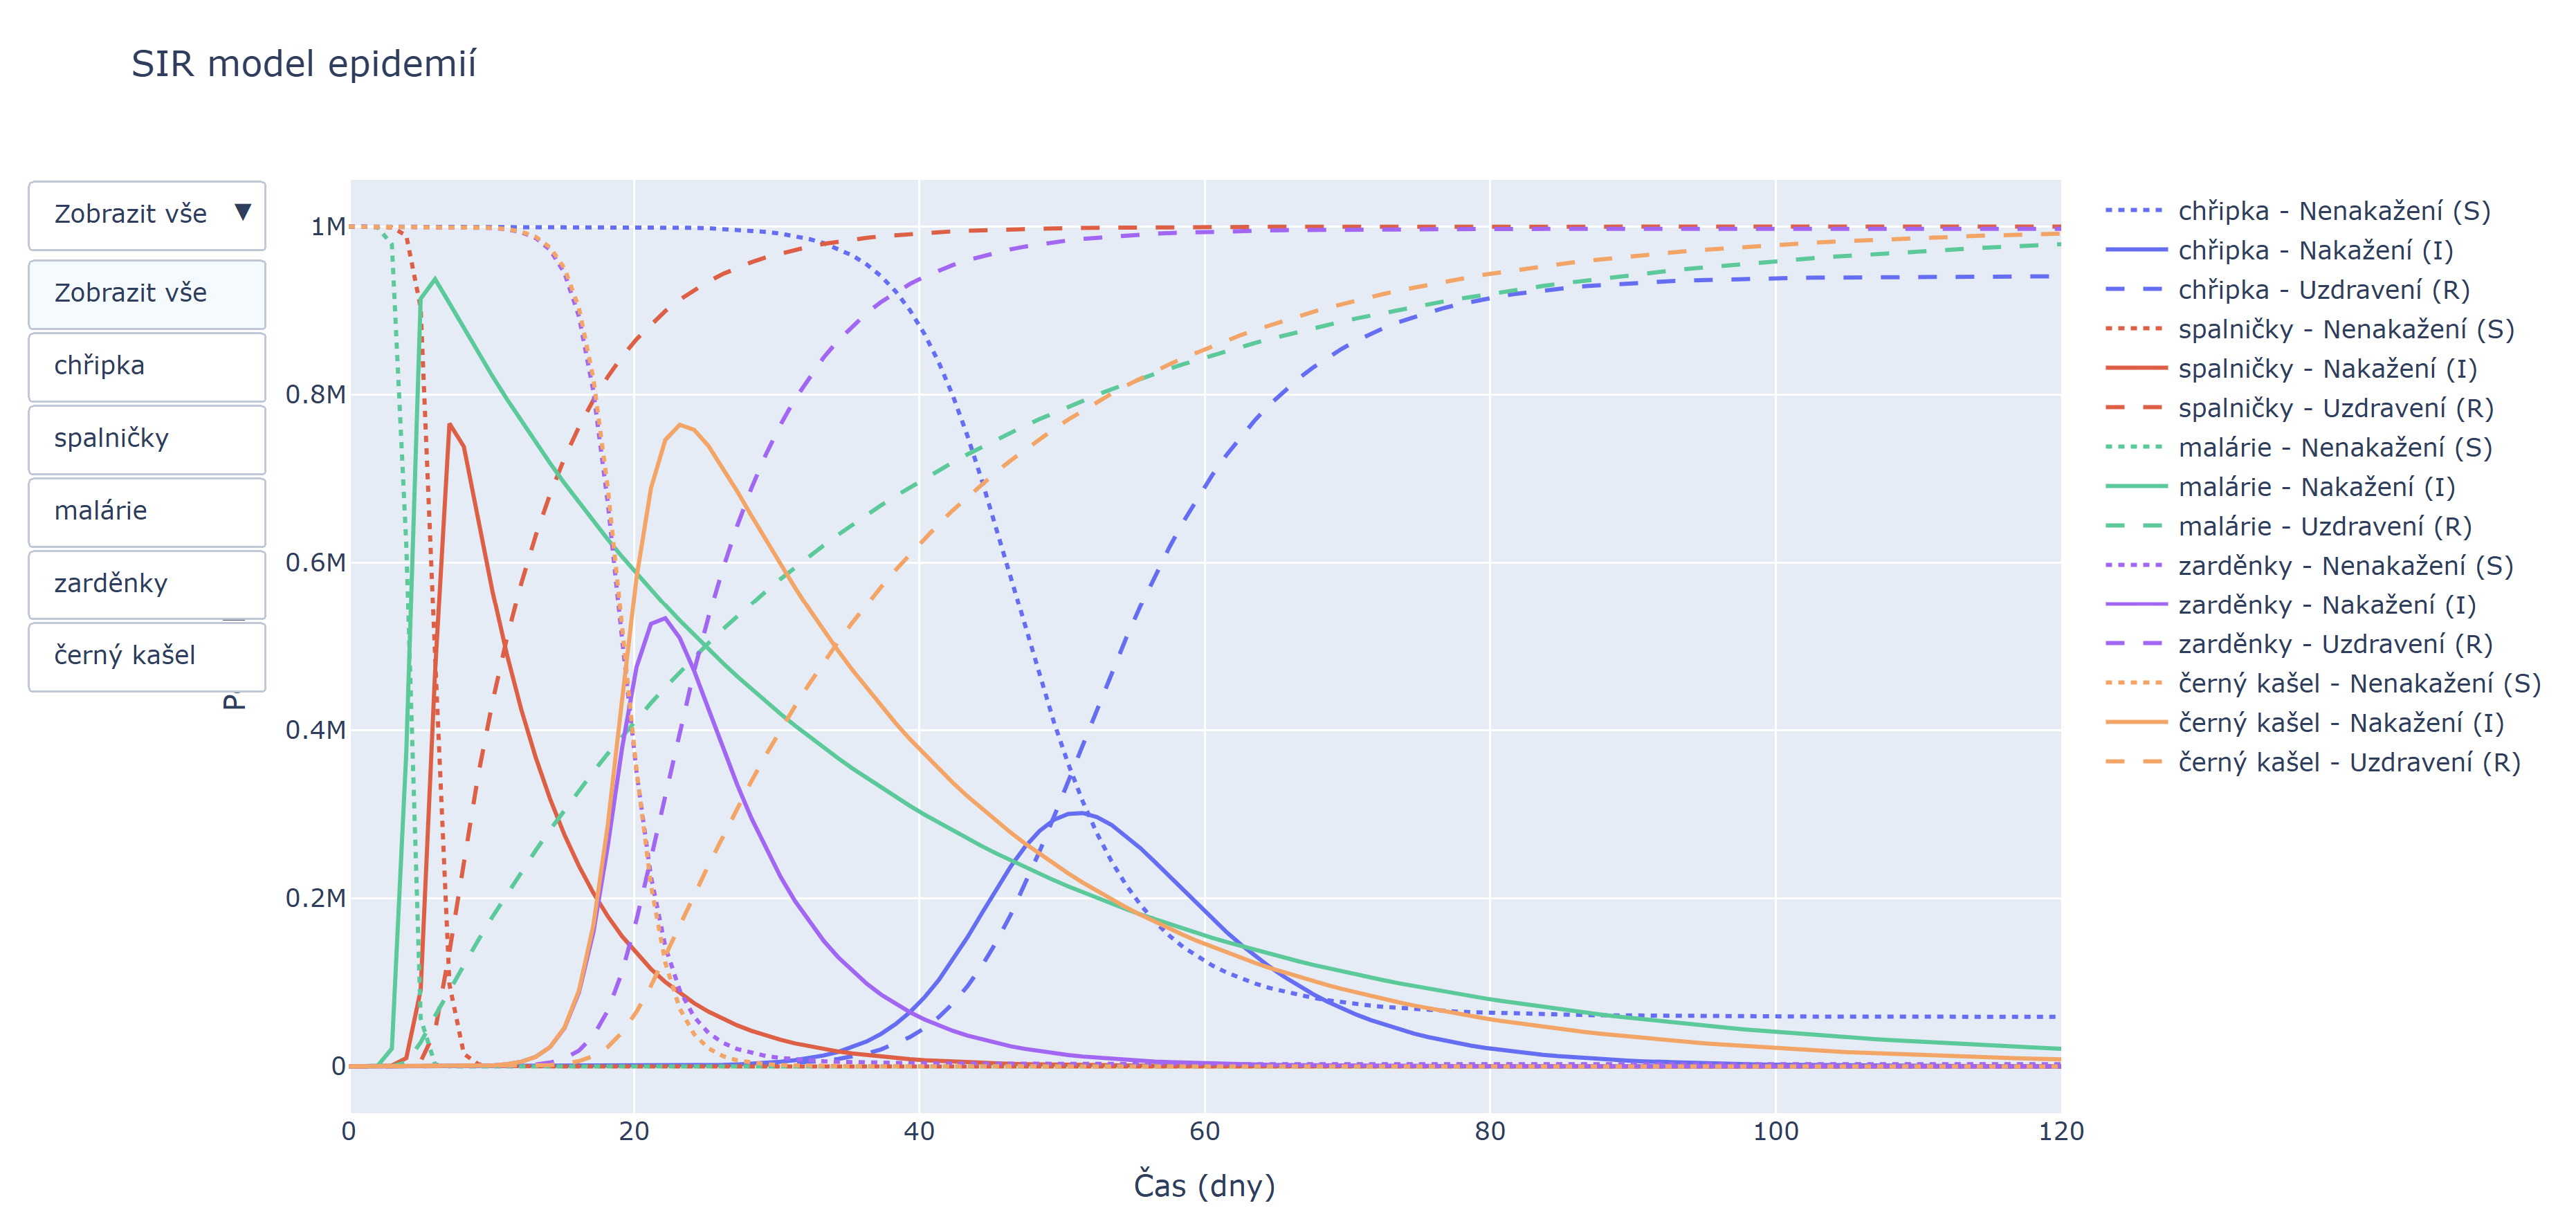 SIR model epidemií
Zobrazit vše ▼
Zobrazit vše
chřipka
spalničky
malárie
zarděnky
černý kašel
1M
0.8M
0.6M
0.4M
0.2M
0
0 20 40 60 80 100 120
Čas (dny)
chřipka - Nenakažení (S)
chřipka - Nakažení (I)
chřipka - Uzdravení (R)
spalničky - Nenakažení (S)
spalničky - Nakažení (I)
spalničky - Uzdravení (R)
malárie - Nenakažení (S)
malárie - Nakažení (I)
malárie - Uzdravení (R)
zarděnky - Nenakažení (S)
zarděnky - Nakažení (I)
zarděnky - Uzdravení (R)
černý kašel - Nenakažení (S)
černý kašel - Nakažení (I)
černý kašel - Uzdravení (R)